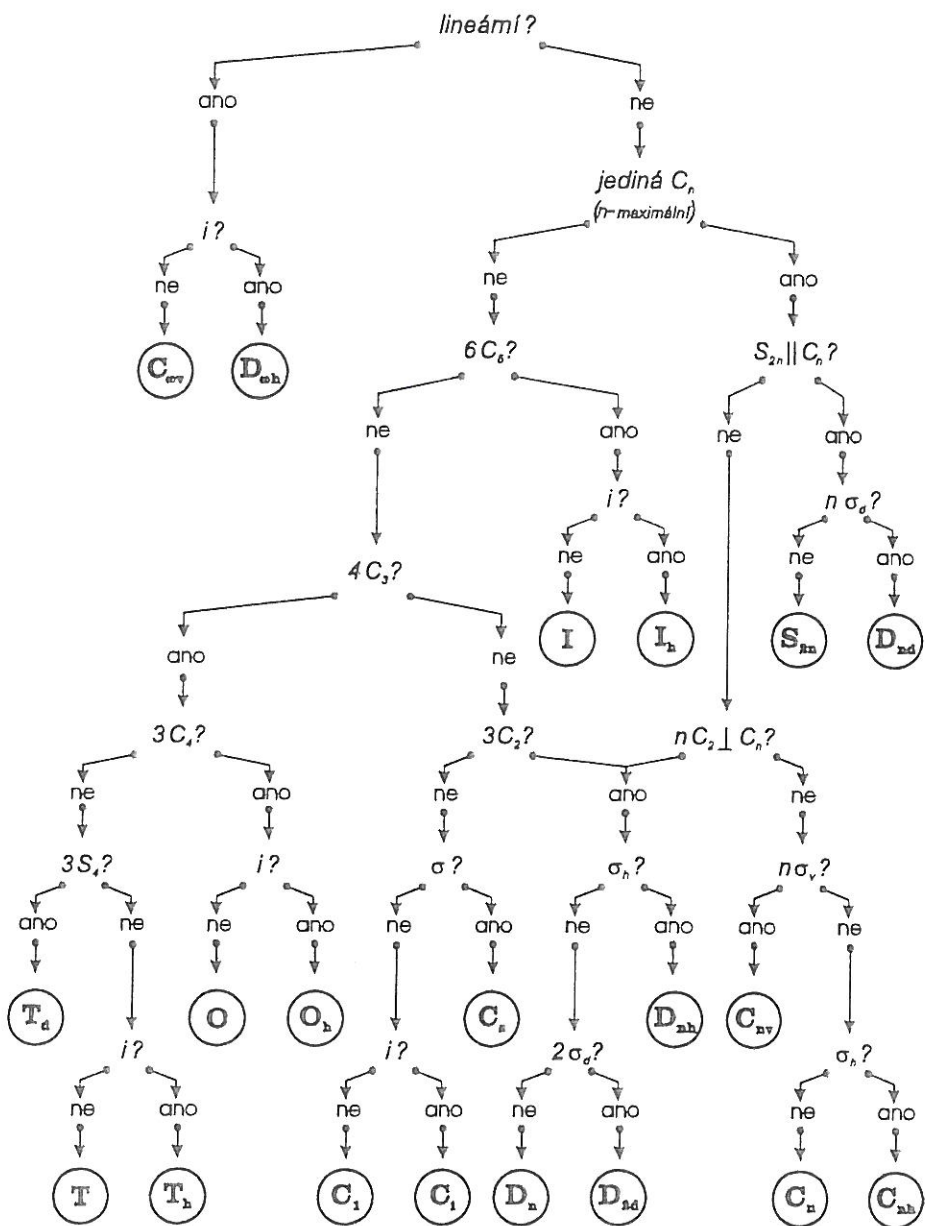 lineární?
ano ne
jediná Cₙ
(n-maximální)
i?
ne ano
ne ano
6C₅? S₂ₙ||Cₙ?
C∞v D∞h
ne ano ne ano
i? n σd?
ne ano ne ano
4C₃?
I Ih S₂ₙ Dnd
ano ne
3C₄? 3C₂? nC₂⊥Cₙ?
ne ano ne ano ne
3S₄? i? σ? σh? nσv?
ano ne ne ano ne ano ne ano ano ne
Td O Oh Cs Dnh Cnv
i? i? 2σd? σh?
ne ano ne ano ne ano ne ano
T Th C₁ Cᵢ Dn D₂d Cn Cnh